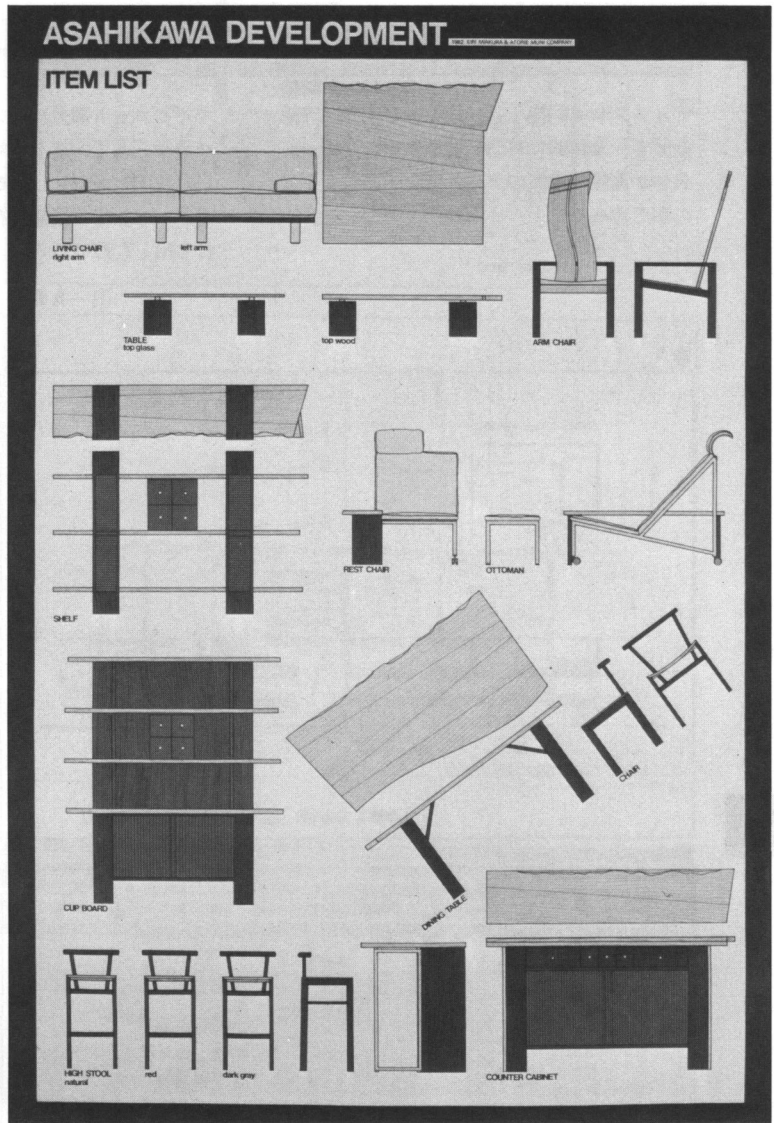 ASAHIKAWA DEVELOPMENT
ITEM LIST
LIVING CHAIR
right arm
left arm
TABLE
top glass
top wood
ARM CHAIR
SHELF
REST CHAIR
OTTOMAN
CHAIR
CUP BOARD
DINING TABLE
HIGH STOOL
natural
red
dark gray
COUNTER CABINET